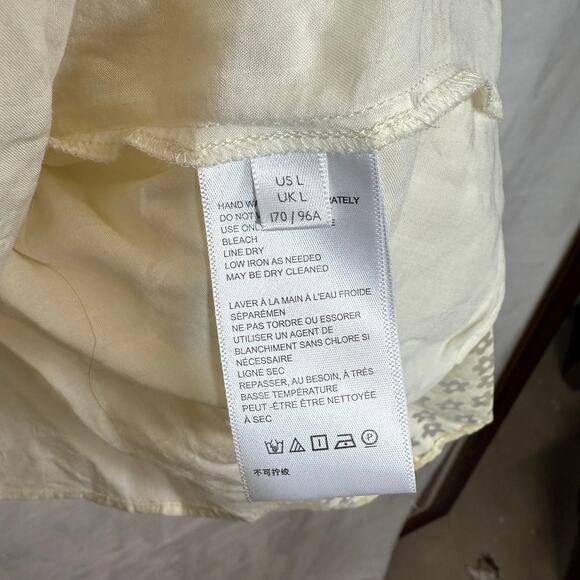 US L
UK L
170 / 96A
HAND WA RATELY
DO NOT
USE ONL
BLEACH
LINE DRY
LOW IRON AS NEEDED
MAY BE DRY CLEANED
LAVER À LA MAIN À L'EAU FROIDE
SÉPARÉMEN
NE PAS TORDRE OU ESSORER
UTILISER UN AGENT DE
BLANCHIMENT SANS CHLORE SI
NÉCESSAIRE
LIGNE SEC
REPASSER, AU BESOIN, À TRÈS
BASSE TEMPÉRATURE
PEUT -ÊTRE ÊTRE NETTOYÉE
À SEC
P
不可拧绞